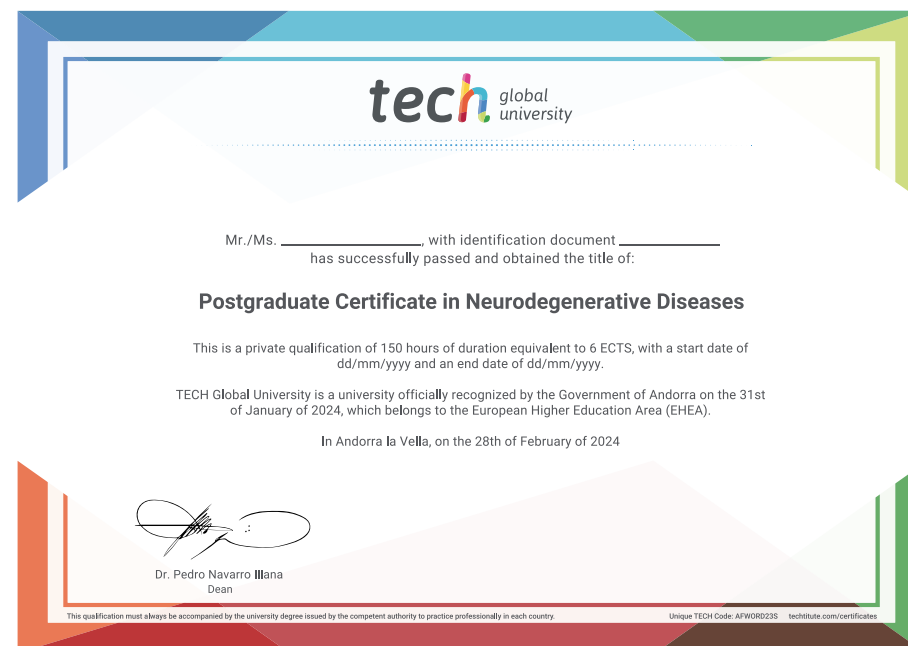 tech global university
Mr./Ms. ____________, with identification document ____________
has successfully passed and obtained the title of:
Postgraduate Certificate in Neurodegenerative Diseases
This is a private qualification of 150 hours of duration equivalent to 6 ECTS, with a start date of
dd/mm/yyyy and an end date of dd/mm/yyyy.
TECH Global University is a university officially recognized by the Government of Andorra on the 31st
of January of 2024, which belongs to the European Higher Education Area (EHEA).
In Andorra la Vella, on the 28th of February of 2024
Dr. Pedro Navarro Illana
Dean
This qualification must always be accompanied by the university degree issued by the competent authority to practice professionally in each country.
Unique TECH Code: AFWORD23S techtitute.com/certificates